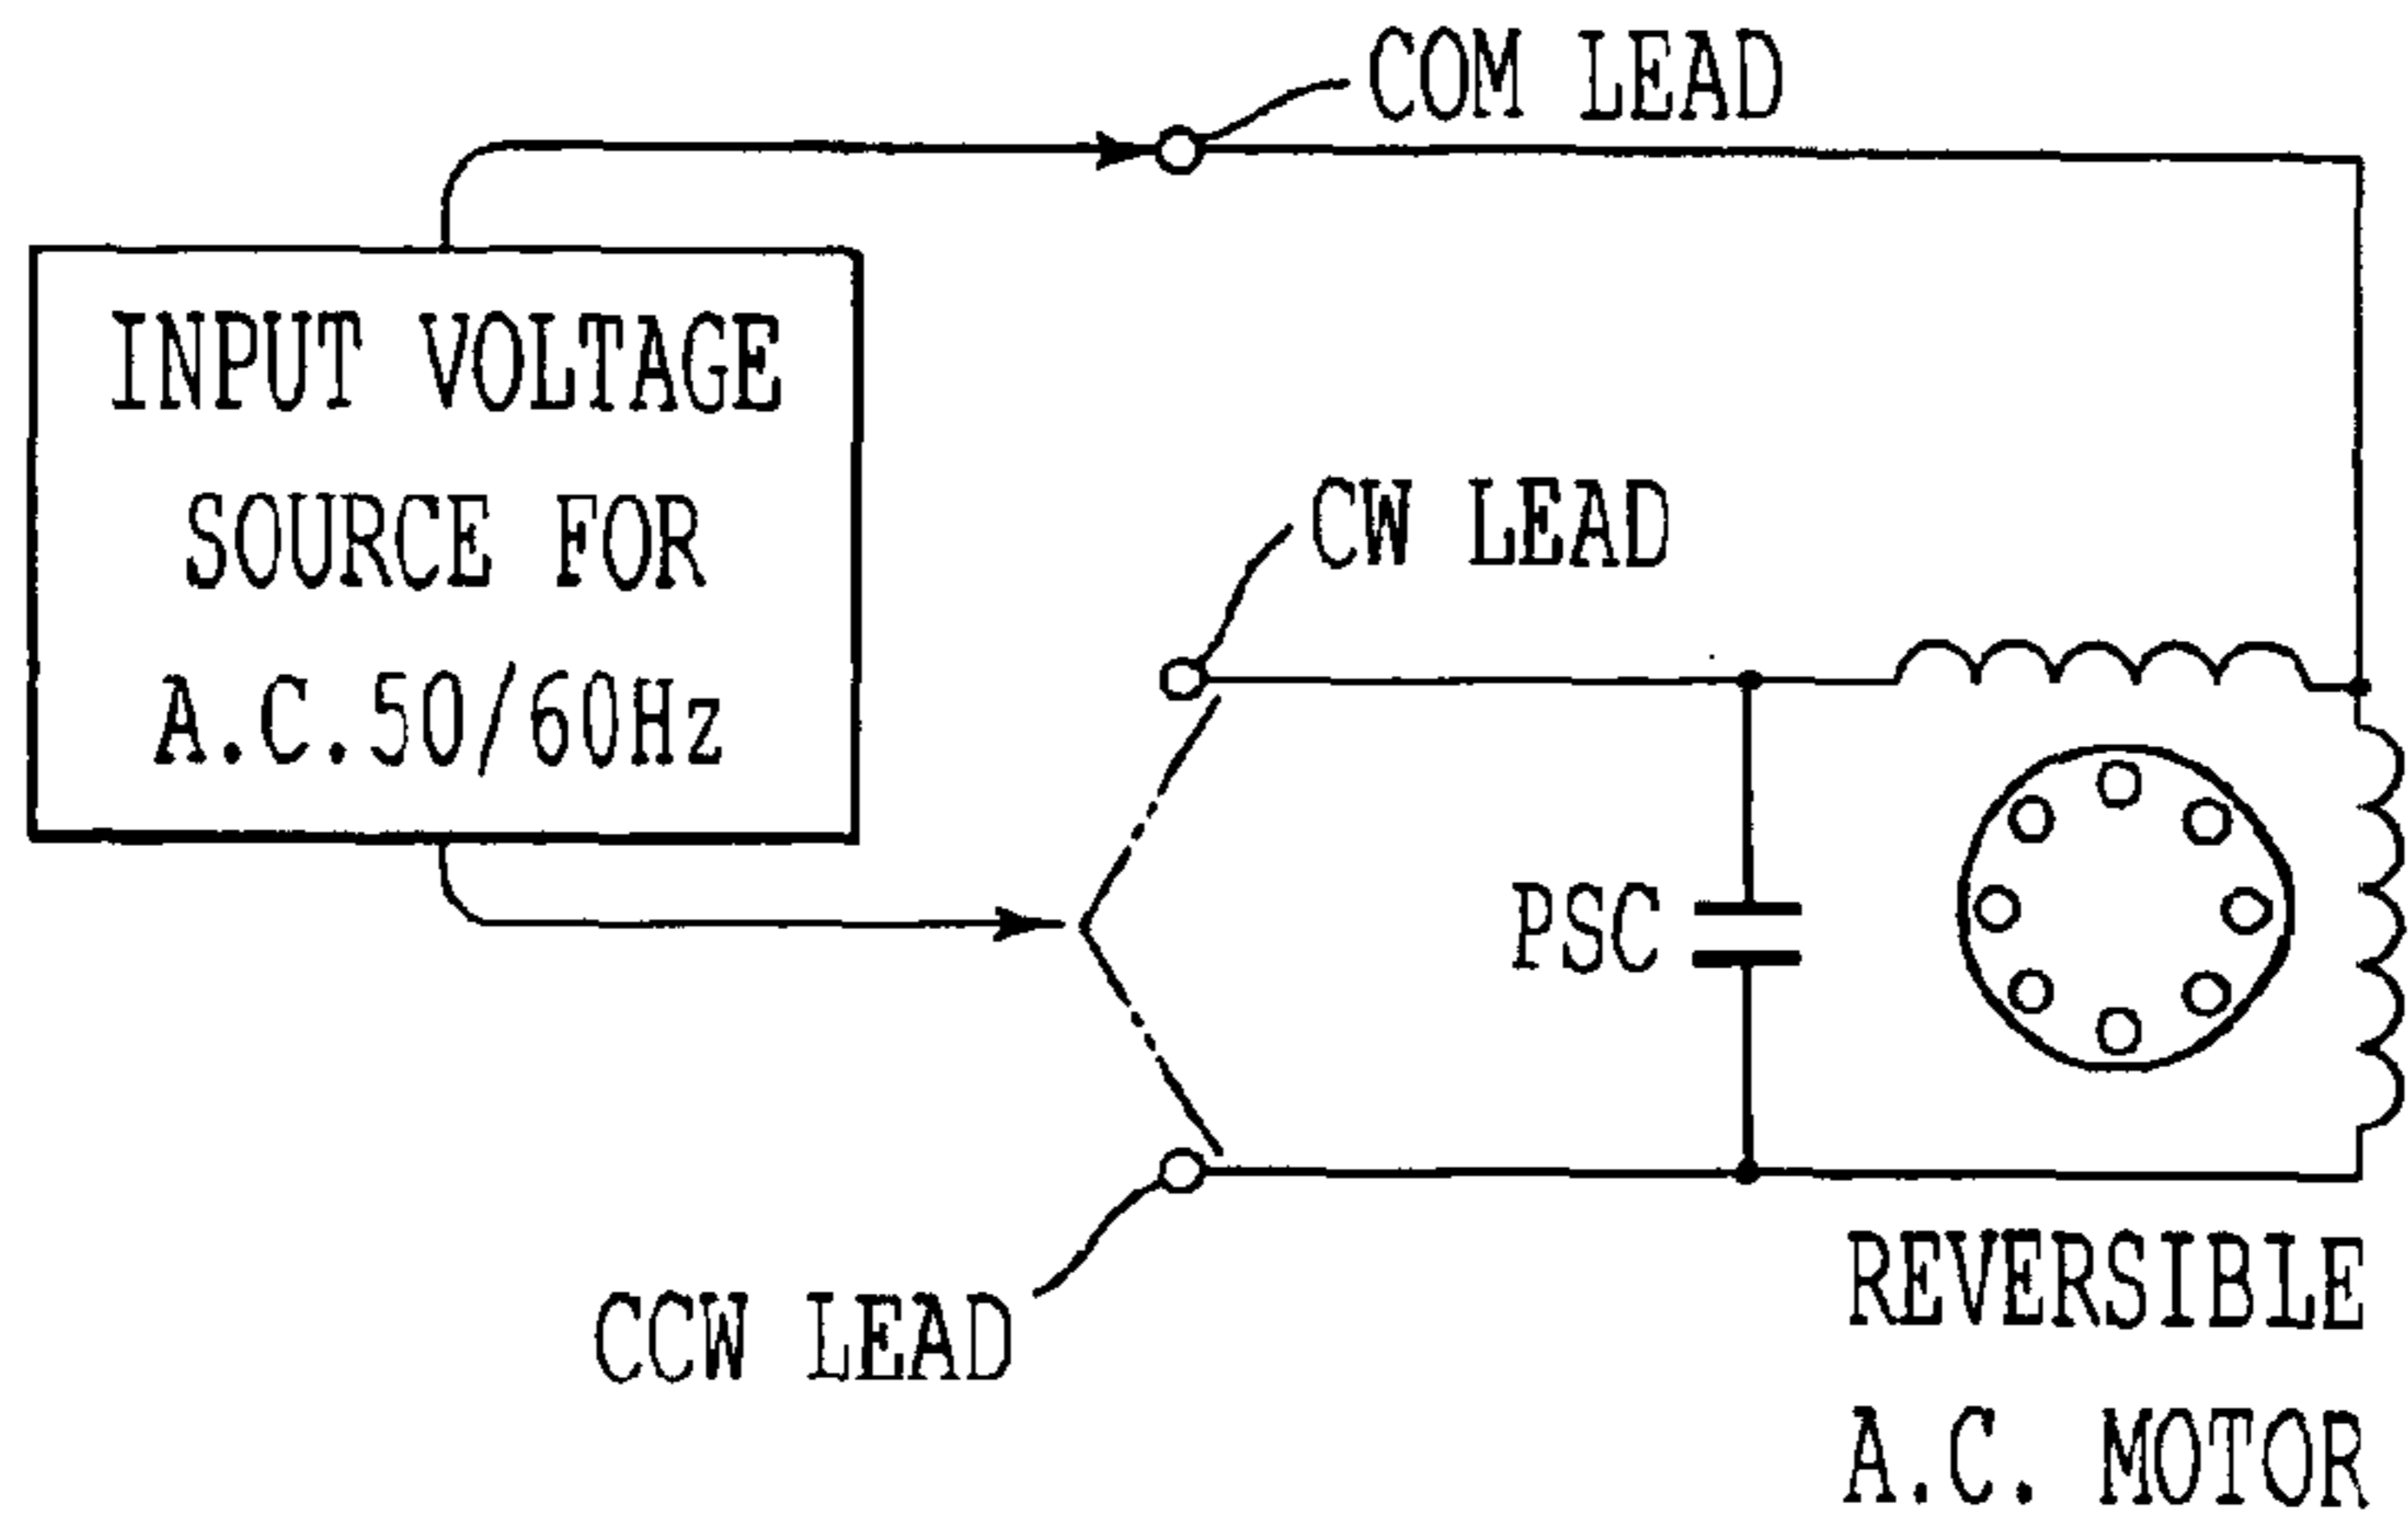 COM LEAD
INPUT VOLTAGE
SOURCE FOR
A.C.50/60Hz
CW LEAD
PSC
CCW LEAD
REVERSIBLE
A.C. MOTOR